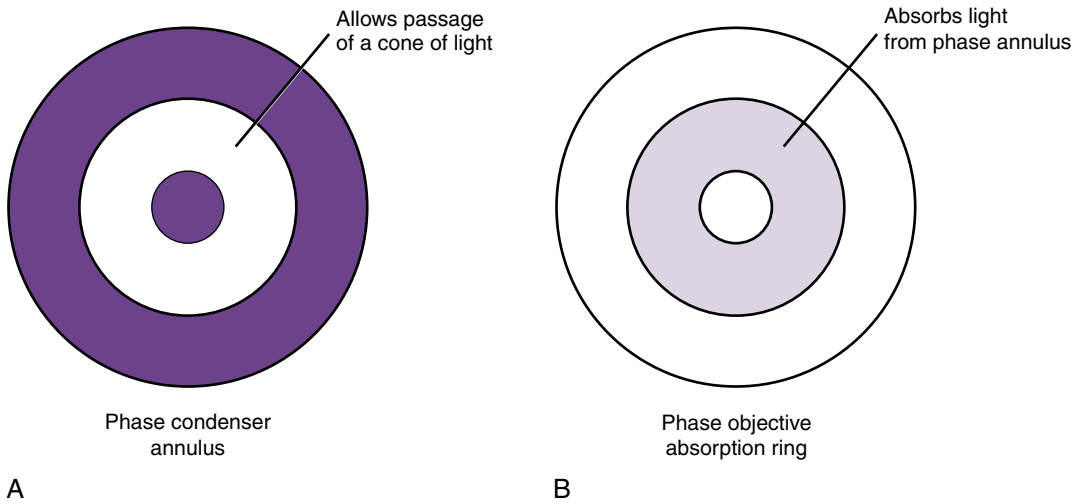 Allows passage
of a cone of light
Phase condenser
annulus
A
Absorbs light
from phase annulus
Phase objective
absorption ring
B